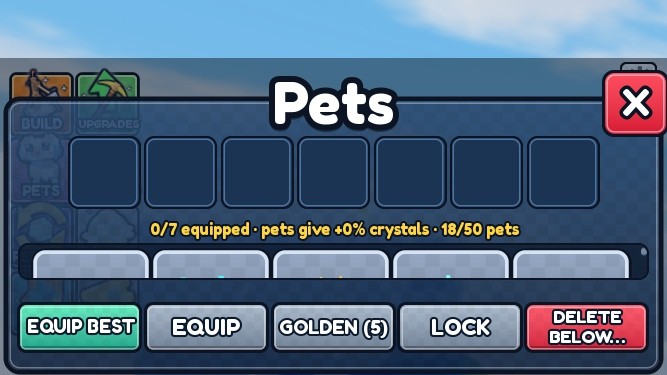 Pets
BUILD
UPGRADES
PETS
0/7 equipped · pets give +0% crystals · 18/50 pets
EQUIP BEST
EQUIP
GOLDEN (5)
LOCK
DELETE
BELOW...